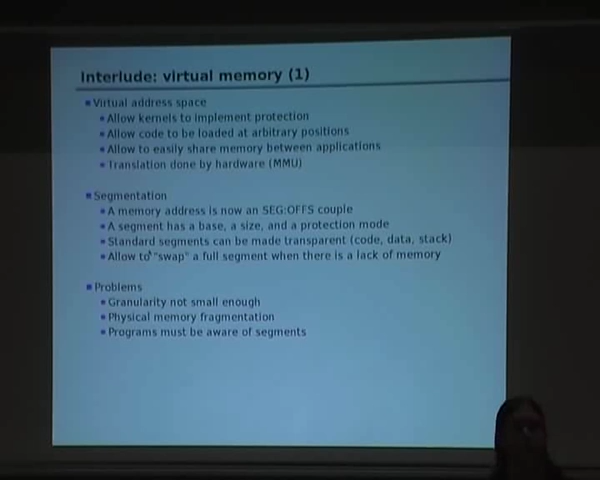 Interlude: virtual memory (1)
Virtual address space
Allow kernels to implement protection
Allow code to be loaded at arbitrary positions
Allow to easily share memory between applications
Translation done by hardware (MMU)
Segmentation
A memory address is now an SEG:OFFS couple
A segment has a base, a size, and a protection mode
Standard segments can be made transparent (code, data, stack)
Allow to "swap" a full segment when there is a lack of memory
Problems
Granularity not small enough
Physical memory fragmentation
Programs must be aware of segments